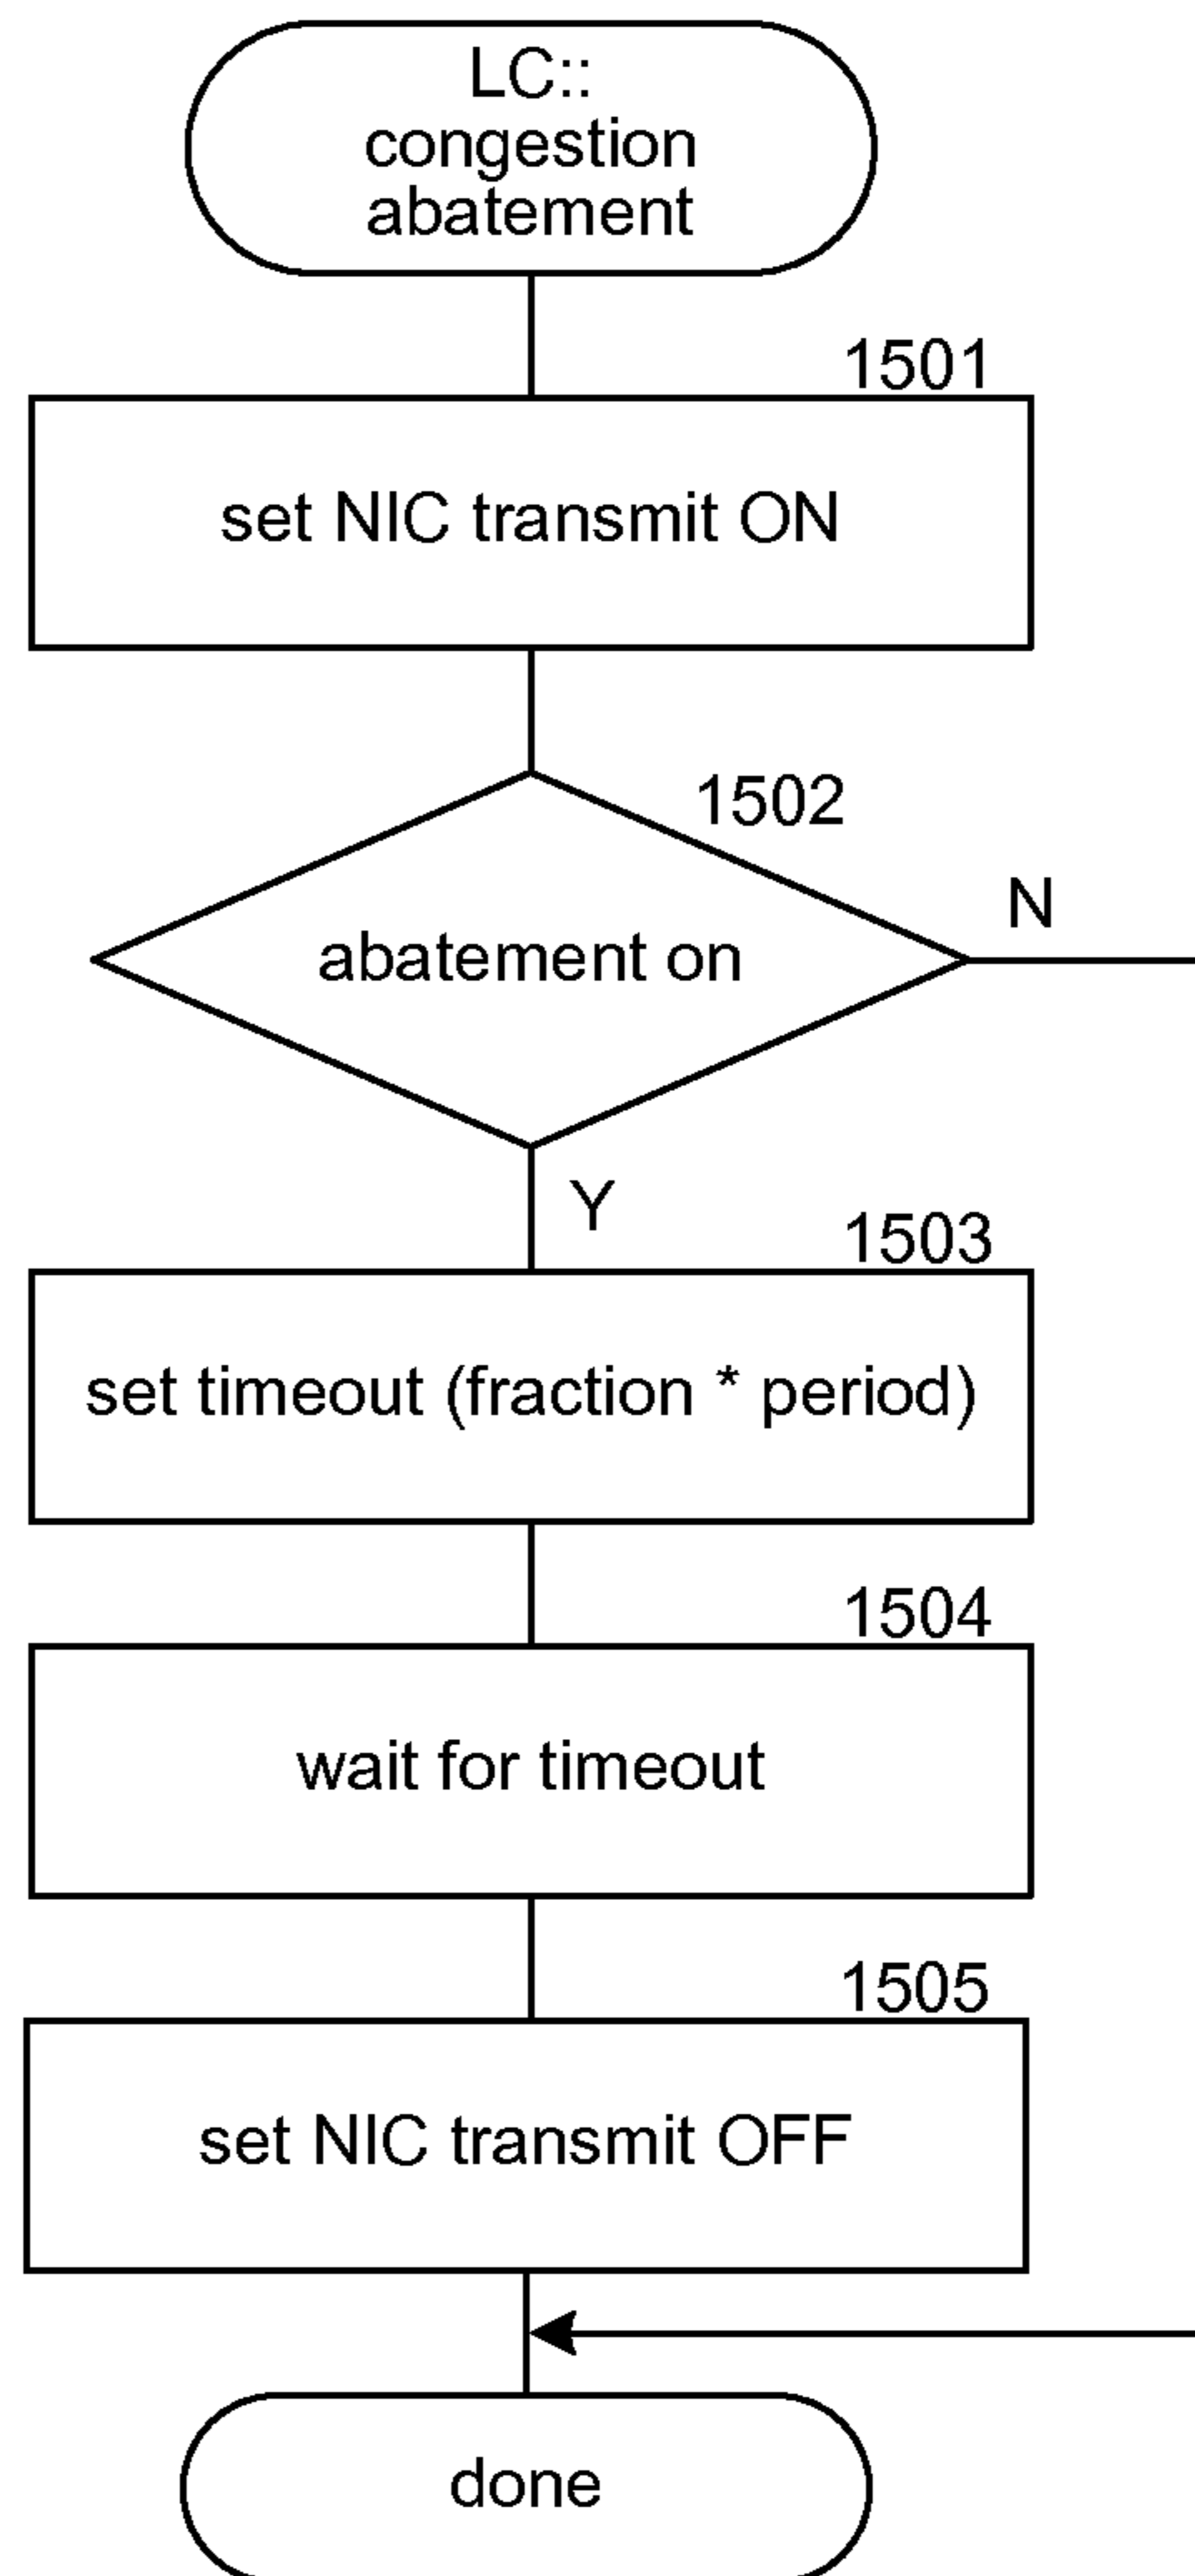 LC::
congestion
abatement
1501
set NIC transmit ON
1502
abatement on
N
Y
1503
set timeout (fraction * period)
1504
wait for timeout
1505
set NIC transmit OFF
done